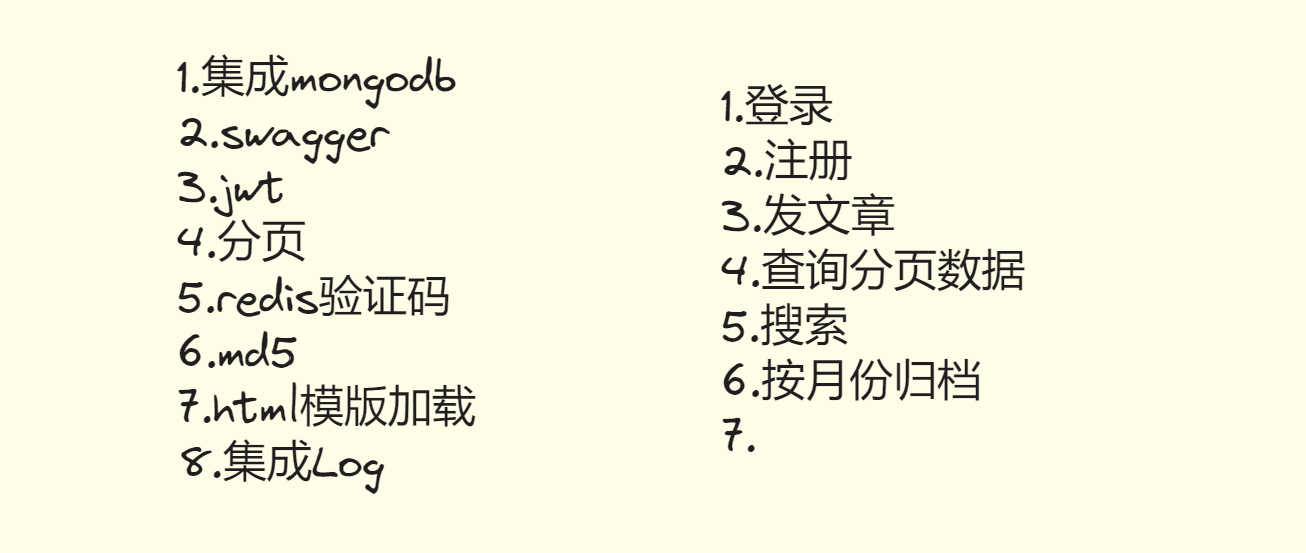 1.集成mongodb
2.swagger
3.jwt
4.分页
5.redis验证码
6.md5
7.html模版加载
8.集成Log
1.登录
2.注册
3.发文章
4.查询分页数据
5.搜索
6.按月份归档
7.